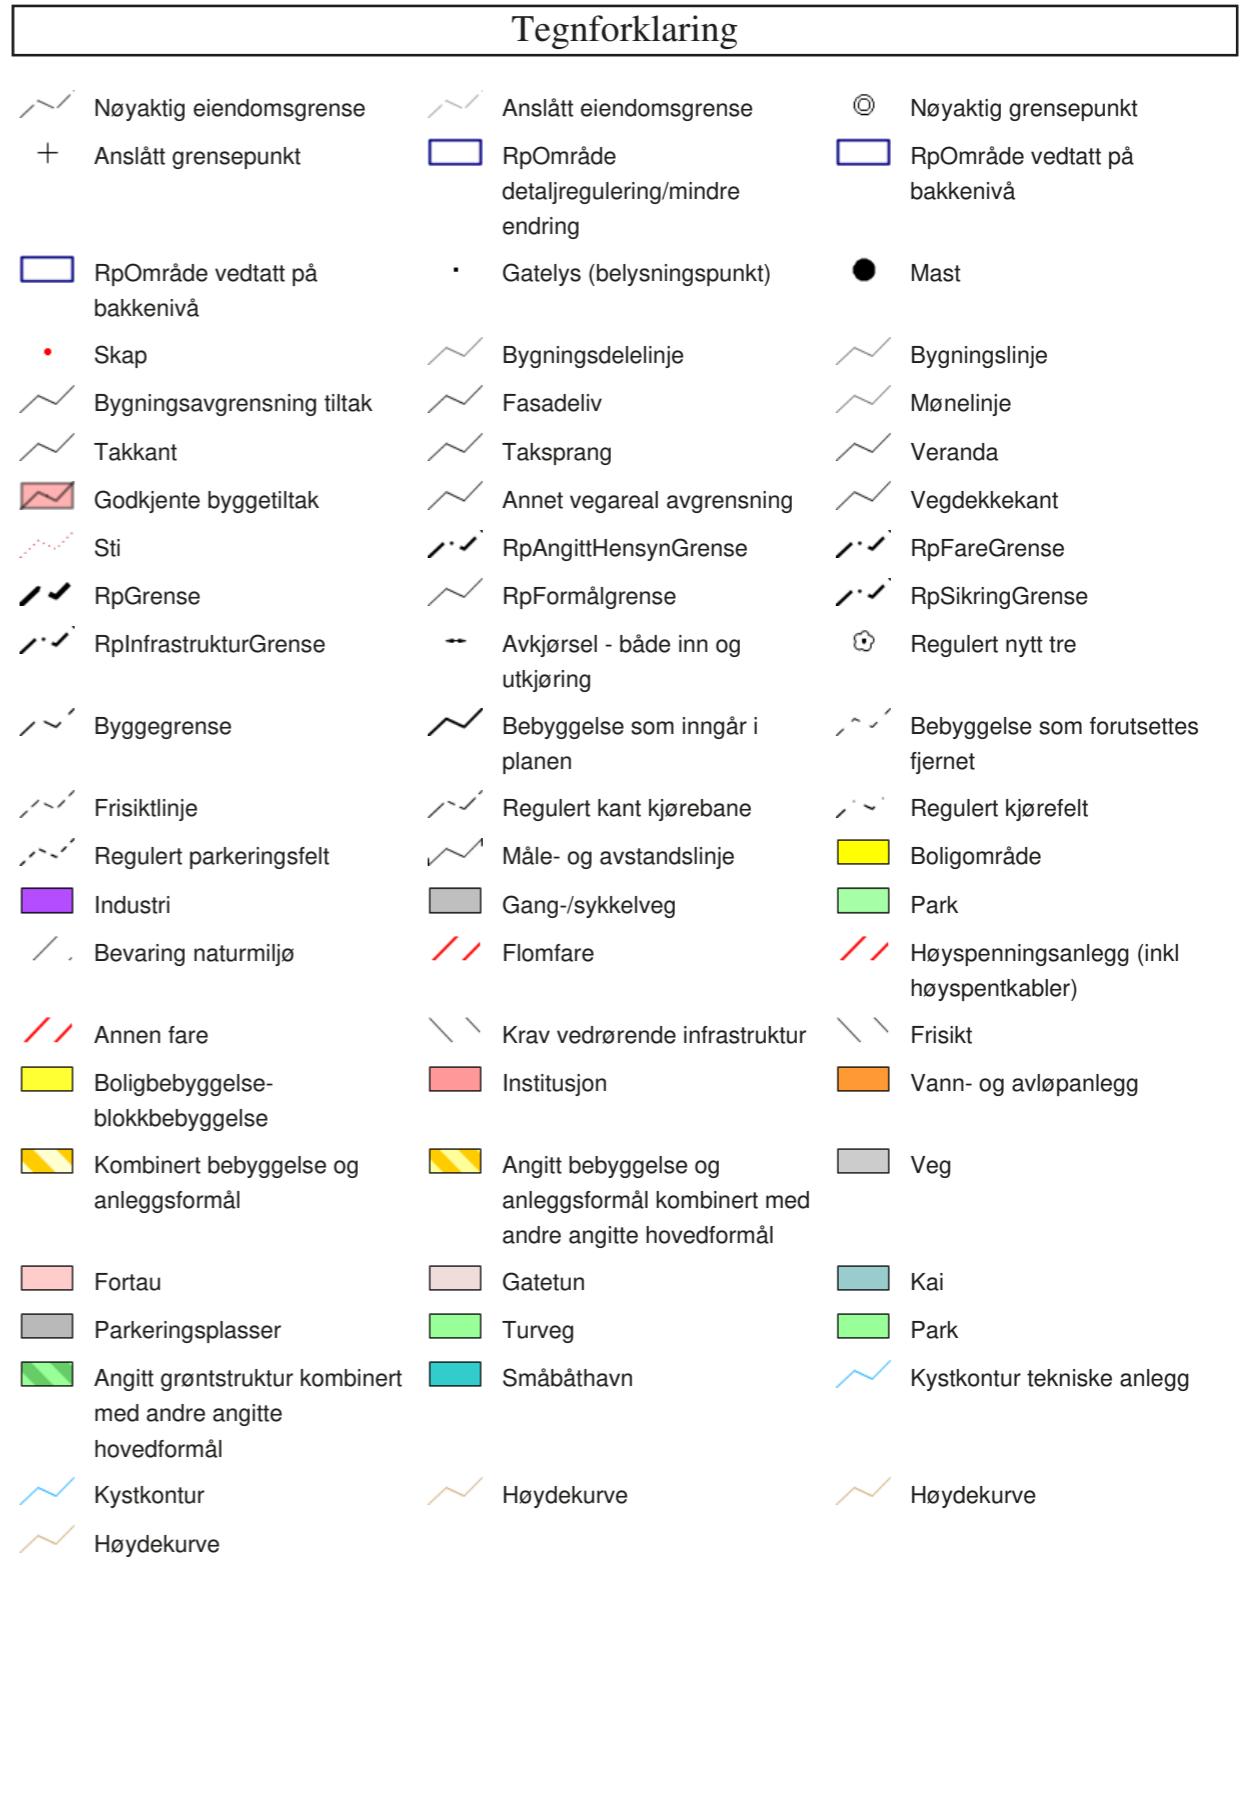 Tegnforklaring
Nøyaktig eiendomsgrense
Anslått eiendomsgrense
Nøyaktig grensepunkt
Anslått grensepunkt
RpOmråde
detaljregulering/mindre
endring
RpOmråde vedtatt på
bakkenivå
RpOmråde vedtatt på
bakkenivå
Gatelys (belysningspunkt)
Mast
Skap
Bygningsdelelinje
Bygningslinje
Bygningsavgrensning tiltak
Fasadeliv
Mønelinje
Takkant
Taksprang
Veranda
Godkjente byggetiltak
Annet vegareal avgrensning
Vegdekkekant
Sti
RpAngittHensynGrense
RpFareGrense
RpGrense
RpFormålgrense
RpSikringGrense
RpInfrastrukturGrense
Avkjørsel - både inn og
utkjøring
Regulert nytt tre
Byggegrense
Bebyggelse som inngår i
planen
Bebyggelse som forutsettes
fjernet
Frisiktlinje
Regulert kant kjørebane
Regulert kjørefelt
Regulert parkeringsfelt
Måle- og avstandslinje
Boligområde
Industri
Gang-/sykkelveg
Park
Bevaring naturmiljø
Flomfare
Høyspenningsanlegg (inkl
høyspentkabler)
Annen fare
Krav vedrørende infrastruktur
Frisikt
Boligbebyggelse-
blokkbebyggelse
Institusjon
Vann- og avløpanlegg
Kombinert bebyggelse og
anleggsformål
Angitt bebyggelse og
anleggsformål kombinert med
andre angitte hovedformål
Veg
Fortau
Gatetun
Kai
Parkeringsplasser
Turveg
Park
Angitt grøntstruktur kombinert
med andre angitte
hovedformål
Småbåthavn
Kystkontur tekniske anlegg
Kystkontur
Høydekurve
Høydekurve
Høydekurve